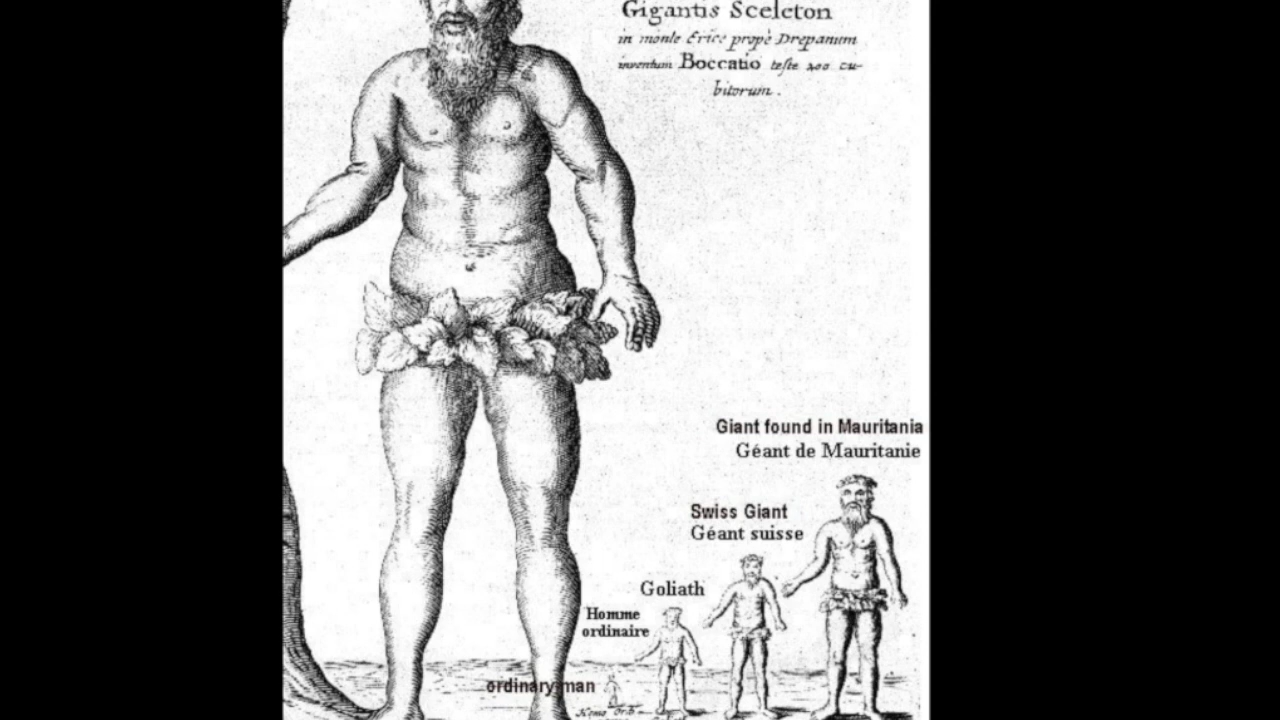 Gigantis Sceleton
in monte Erice propè Drepanum
inventum Boccatio teste 200 cu-
bitorum.
Giant found in Mauritania
Géant de Mauritanie
Swiss Giant
Géant suisse
Goliath
Homme
ordinaire
ordinary man
Homo